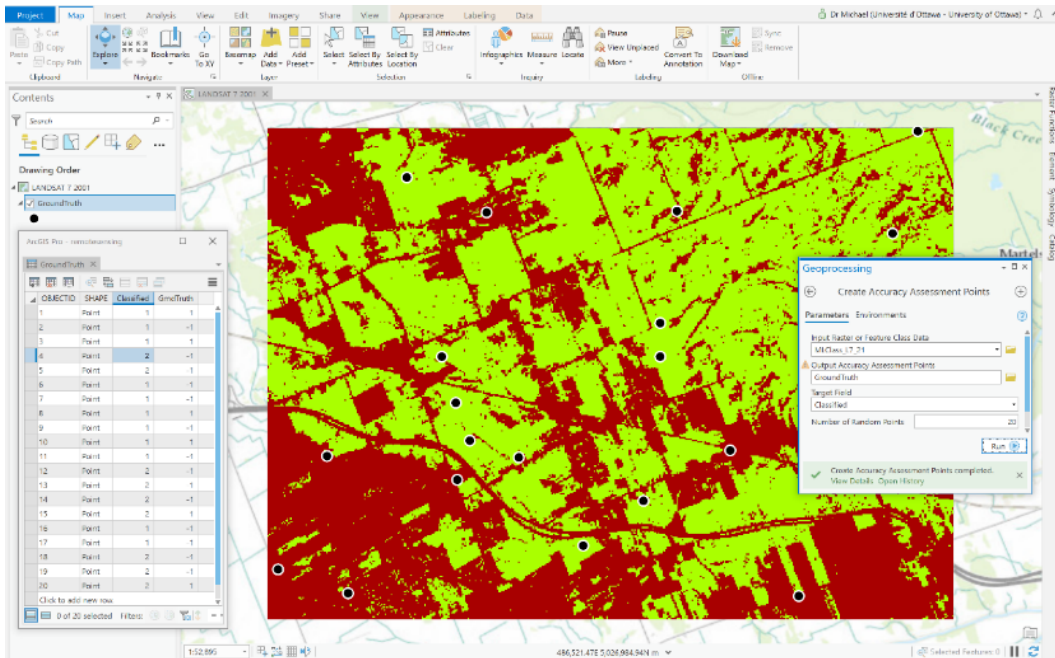 Project Map Insert Analysis View Edit Imagery Share View Appearance Labeling Data Dr Michael (Université d'Ottawa - University of Ottawa)
Paste Cut Copy Copy Path Clipboard
Explore Bookmarks Go To XY Navigate
Basemap Add Data Add Preset Layer
Select Select By Attributes Select By Location Attributes Clear Selection
Infographics Measure Locate Inquiry
Pause View Unplaced More Convert To Annotation Labeling
Download Map Sync Remove Offline
Contents
Search
Drawing Order
LANDSAT 7 2001
GroundTruth
LANDSAT 7 2001
Black Cree
Martels
Raster Functions Element Symbology Catalog
ArcGIS Pro - remotesensing
GroundTruth
OBJECTID SHAPE Classified GrndTruth
1 Point 1 1
2 Point 1 -1
3 Point 1 1
4 Point 2 -1
5 Point 2 -1
6 Point 1 -1
7 Point 1 -1
8 Point 1 1
9 Point 1 -1
10 Point 1 1
11 Point 1 -1
12 Point 2 -1
13 Point 2 1
14 Point 2 -1
15 Point 2 1
16 Point 1 -1
17 Point 1 1
18 Point 2 -1
19 Point 2 -1
20 Point 2 1
Click to add new row.
0 of 20 selected Filters:
Geoprocessing
Create Accuracy Assessment Points
Parameters Environments
Input Raster or Feature Class Data
Output Accuracy Assessment Points
GroundTruth
Target Field
Classified
Number of Random Points 20
Run
Create Accuracy Assessment Points completed.
View Details Open History
1:52,895
486,521.47E 5,026,984.94N m
Selected Features: 0